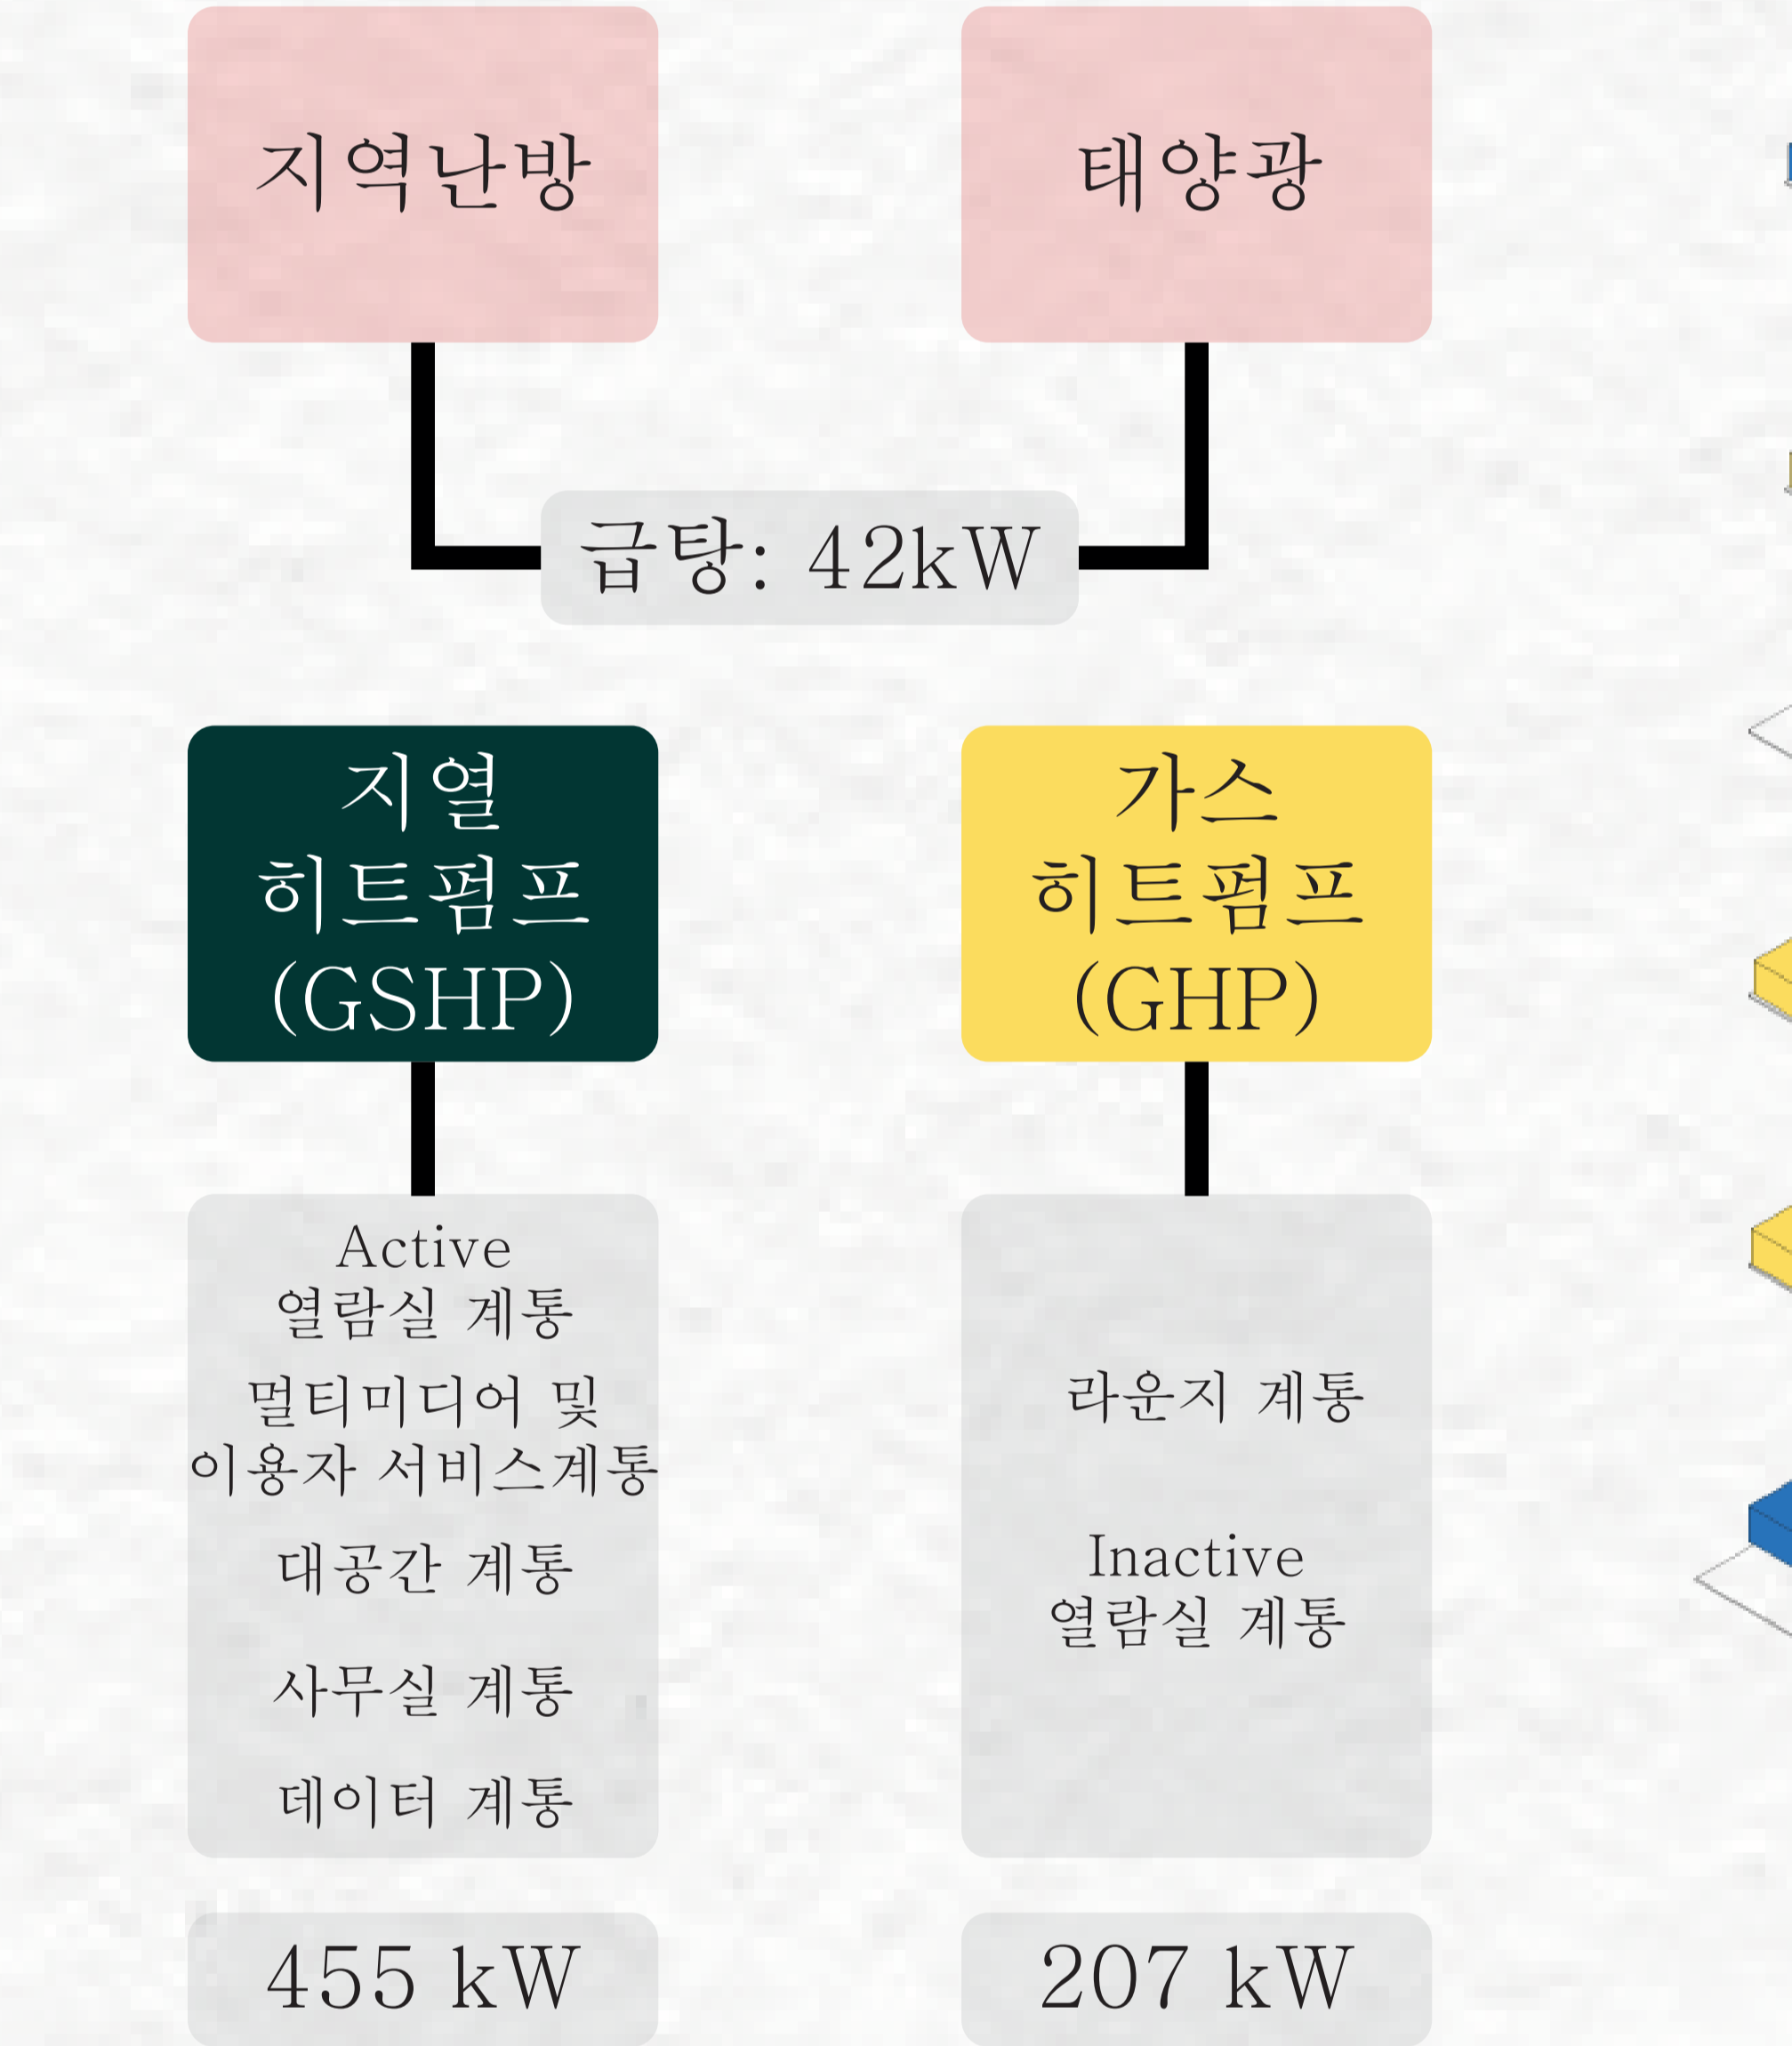 지역난방
태양광
급탕: 42kW
지열
히트펌프
(GSHP)
가스
히트펌프
(GHP)
Active
열람실 계통
멀티미디어 및
이용자 서비스계통
대공간 계통
사무실 계통
데이터 계통
라운지 계통
Inactive
열람실 계통
455 kW
207 kW